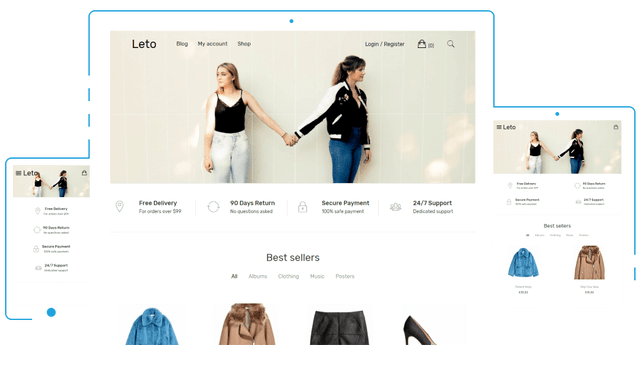 Leto Blog My account Shop Login / Register (0)
Free Delivery
For orders over $99
90 Days Return
No questions asked
Secure Payment
100% safe payment
24/7 Support
Dedicated support
Best sellers
All Albums Clothing Music Posters
Leto
Free Delivery
For orders over $99
90 Days Return
No questions asked
Secure Payment
100% safe payment
24/7 Support
Dedicated support
Leto
Free Delivery
For orders over $99
90 Days Return
No questions asked
Secure Payment
100% safe payment
24/7 Support
Dedicated support
Best sellers
All Albums Clothing Music Posters